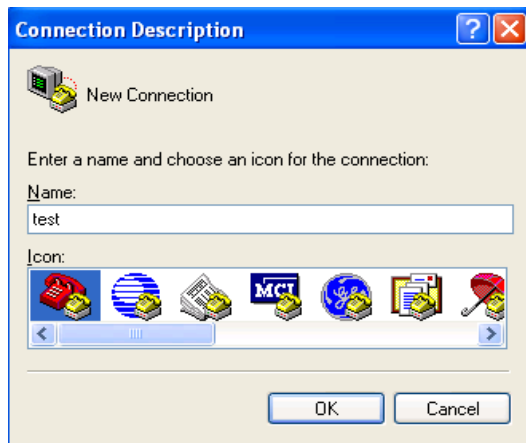 Connection Description
New Connection
Enter a name and choose an icon for the connection:
Name:
test
Icon:
MCI
OK Cancel